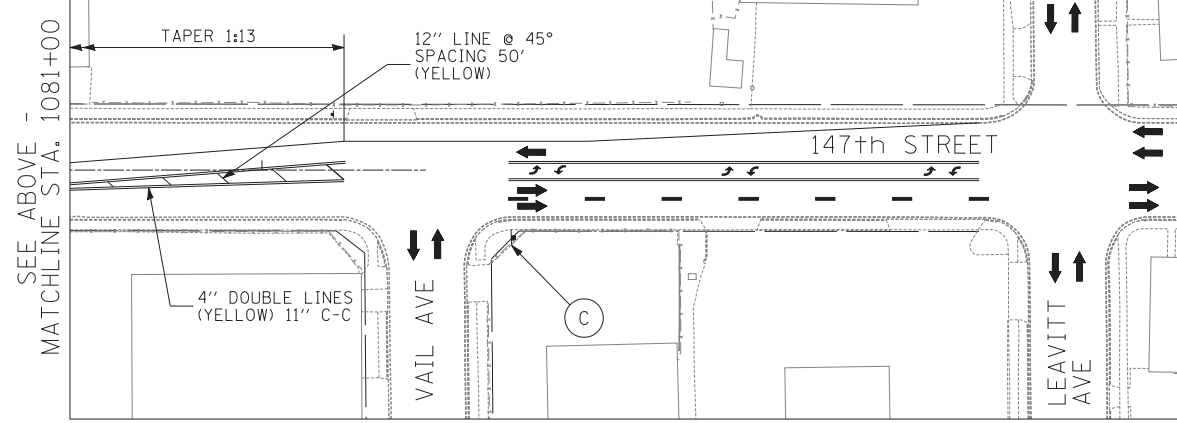 SEE ABOVE -
MATCHLINE STA. 1081+00
TAPER 1:13
12" LINE @ 45°
SPACING 50'
(YELLOW)
147th STREET
4" DOUBLE LINES
(YELLOW) 11" C-C
VAIL AVE
C
LEAVITT
AVE